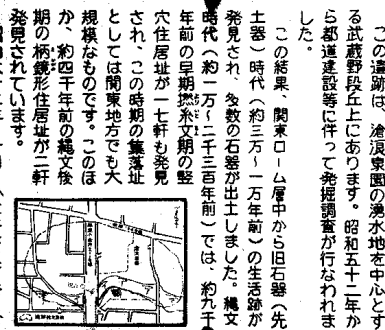 この遺跡は、滄浪泉園の湧水地を中心とす
る武蔵野段丘上にあります。昭和五十二年か
ら都道建設等に伴って発掘調査が行なわれま
した。
この結果、関東ローム層中から旧石器（先
土器）時代（約三万～一万年前）の生活跡が
発見され、多数の石器が出土しました。縄文
時代（約一万～二千三百年前）では、約九千
年前の早期撚糸文期の竪
穴住居址が一七軒も発見
され、この時期の集落址
としては関東地方でも大
規模なものです。このほ
か、約四千年前の縄文後
期の柄鏡形住居址が二軒
発見されています。